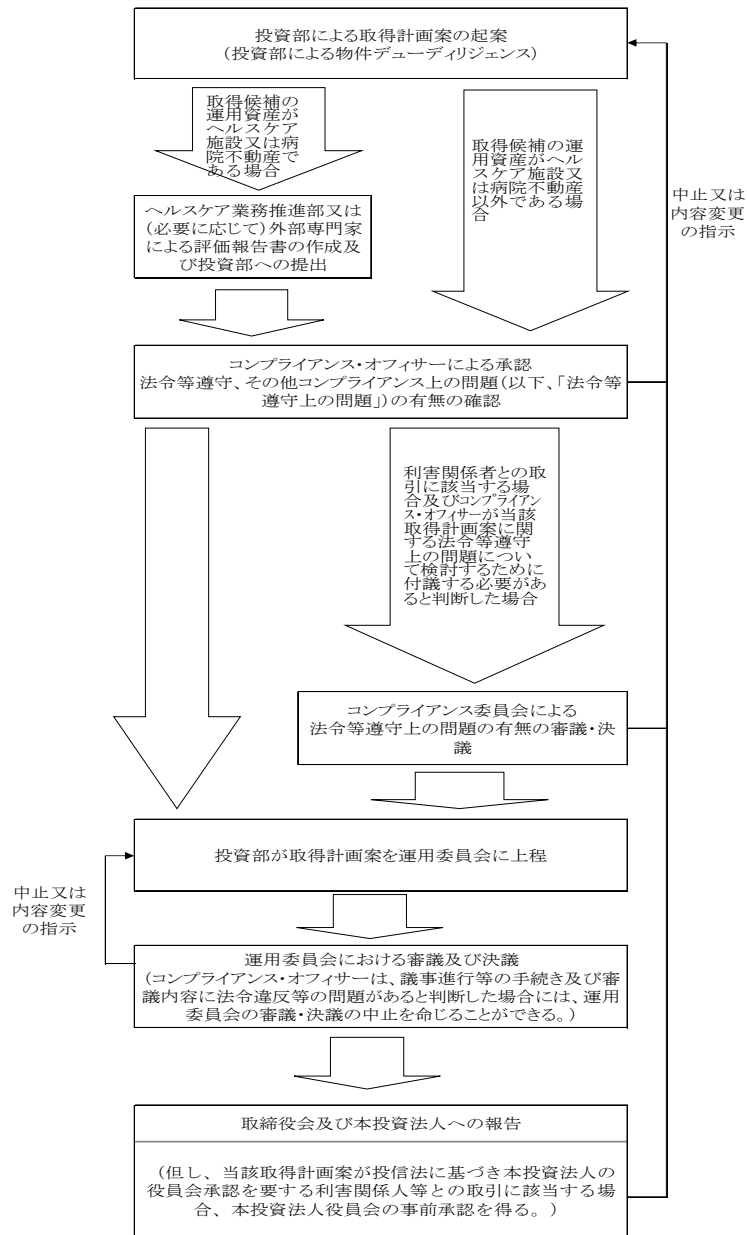 投資部による取得計画案の起案
(投資部による物件デューディリジェンス)
取得候補の
運用資産が
ヘルスケア
施設又は病
院不動産で
ある場合
取得候補の運
用資産がヘル
スケア施設又
は病院不動産
以外である場
合
中止又は
内容変更
の指示
ヘルスケア業務推進部又は
(必要に応じて)外部専門家
による評価報告書の作成及
び投資部への提出
コンプライアンス・オフィサーによる承認
法令等遵守、その他コンプライアンス上の問題(以下、「法令等
遵守上の問題」)の有無の確認
利害関係者との取
引に該当する場
合及びコンプライアン
ス・オフィサーが当該
取得計画案に関
する法令等遵守
上の問題につい
て検討するために
付議する必要があ
ると判断した場合
コンプライアンス委員会による
法令等遵守上の問題の有無の審議・決
議
投資部が取得計画案を運用委員会に上程
中止又は
内容変更
の指示
運用委員会における審議及び決議
(コンプライアンス・オフィサーは、議事進行等の手続き及び審
議内容に法令違反等の問題があると判断した場合には、運用
委員会の審議・決議の中止を命じることができる。)
取締役会及び本投資法人への報告
(但し、当該取得計画案が投信法に基づき本投資法人の
役員会承認を要する利害関係人等との取引に該当する場
合、本投資法人役員会の事前承認を得る。)